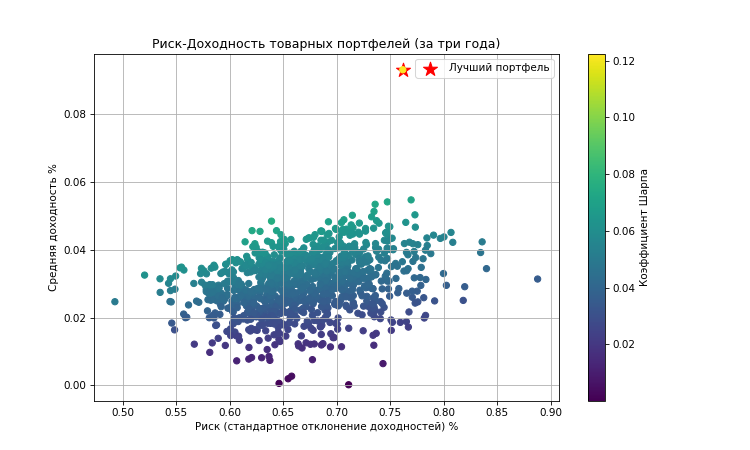 Риск-Доходность товарных портфелей (за три года)
Лучший портфель
Средняя доходность %
0.08
0.06
0.04
0.02
0.00
0.50 0.55 0.60 0.65 0.70 0.75 0.80 0.85 0.90
Риск (стандартное отклонение доходностей) %
0.12
0.10
0.08
0.06
0.04
0.02
Коэффициент Шарпа